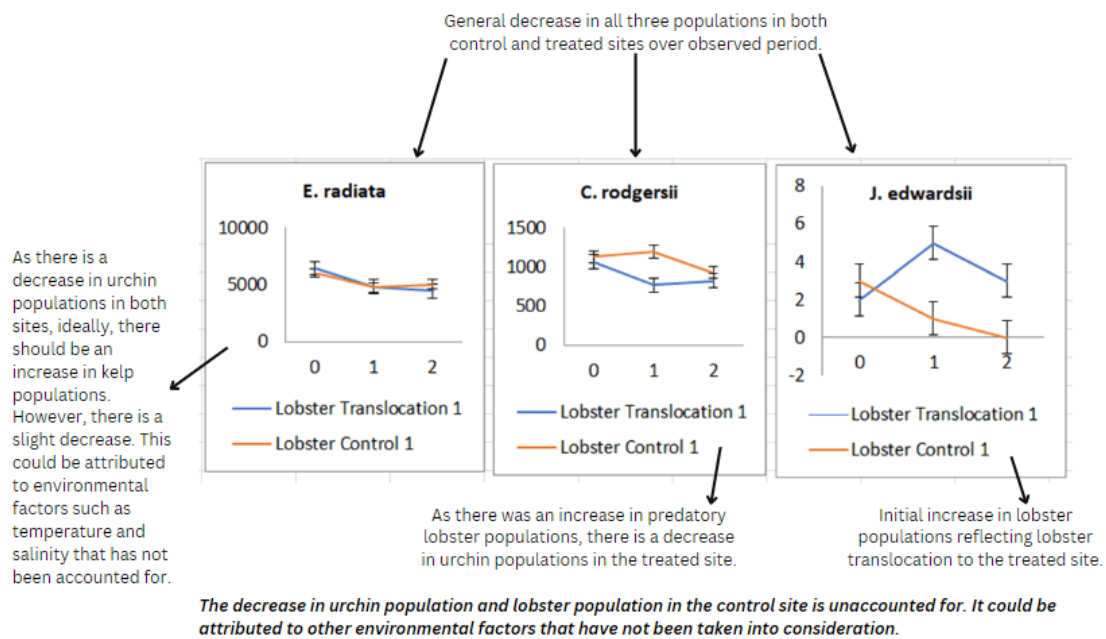 General decrease in all three populations in both
control and treated sites over observed period.
As there is a
decrease in urchin
populations in both
sites, ideally, there
should be an
increase in kelp
populations.
However, there is a
slight decrease. This
could be attributed
to environmental
factors such as
temperature and
salinity that has not
been accounted for.
E. radiata
10000
5000
0
0 1 2
Lobster Translocation 1
Lobster Control 1
C. rodgersii
1500
1000
500
0
0 1 2
Lobster Translocation 1
Lobster Control 1
J. edwardsii
8
6
4
2
0
-2
0 1 2
Lobster Translocation 1
Lobster Control 1
As there was an increase in predatory
lobster populations, there is a decrease
in urchin populations in the treated site.
Initial increase in lobster
populations reflecting lobster
translocation to the treated site.
The decrease in urchin population and lobster population in the control site is unaccounted for. It could be
attributed to other environmental factors that have not been taken into consideration.